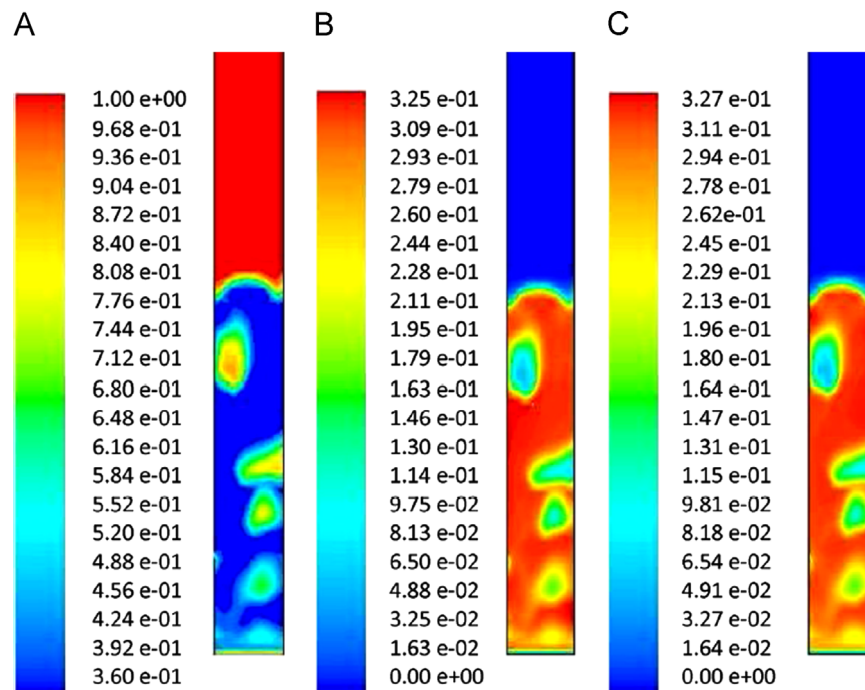 A B C
1.00 e+00 3.25 e-01 3.27 e-01
9.68 e-01 3.09 e-01 3.11 e-01
9.36 e-01 2.93 e-01 2.94 e-01
9.04 e-01 2.79 e-01 2.78 e-01
8.72 e-01 2.60 e-01 2.62e-01
8.40 e-01 2.44 e-01 2.45 e-01
8.08 e-01 2.28 e-01 2.29 e-01
7.76 e-01 2.11 e-01 2.13 e-01
7.44 e-01 1.95 e-01 1.96 e-01
7.12 e-01 1.79 e-01 1.80 e-01
6.80 e-01 1.63 e-01 1.64 e-01
6.48 e-01 1.46 e-01 1.47 e-01
6.16 e-01 1.30 e-01 1.31 e-01
5.84 e-01 1.14 e-01 1.15 e-01
5.52 e-01 9.75 e-02 9.81 e-02
5.20 e-01 8.13 e-02 8.18 e-02
4.88 e-01 6.50 e-02 6.54 e-02
4.56 e-01 4.88 e-02 4.91 e-02
4.24 e-01 3.25 e-02 3.27 e-02
3.92 e-01 1.63 e-02 1.64 e-02
3.60 e-01 0.00 e+00 0.00 e+00